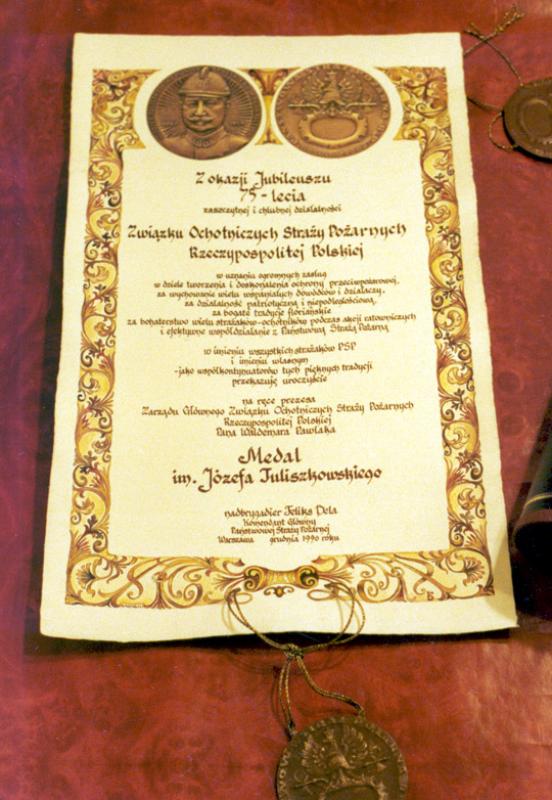 Z okazji Jubileuszu
75-lecia
zaszczytnej i chlubnej działalności
Związku Ochotniczych Straży Pożarnych
Rzeczypospolitej Polskiej
w uznaniu ogromnych zasług
w dziele tworzenia i doskonalenia ochrony przeciwpożarowej,
za wychowanie wielu wspaniałych dowódców i działaczy,
za działalność patriotyczną i niepodległościową,
za bogate tradycje floriańskie
za bohaterstwo wielu strażaków-ochotników podczas akcji ratowniczych
i efektywne współdziałanie z Państwową Strażą Pożarną
w imieniu wszystkich strażaków PSP
i imieniu własnym
-jako współkontynuatorów tych pięknych tradycji
przekazuję uroczyście
na ręce prezesa
Zarządu Głównego Związku Ochotniczych Straży Pożarnych
Rzeczypospolitej Polskiej
Pana Waldemara Pawlaka
Medal
im. Józefa Tuliszkowskiego
nadbrygadier Feliks Dela
Komendant Główny
Państwowej Straży Pożarnej
Warszawa grudnia 1996 roku